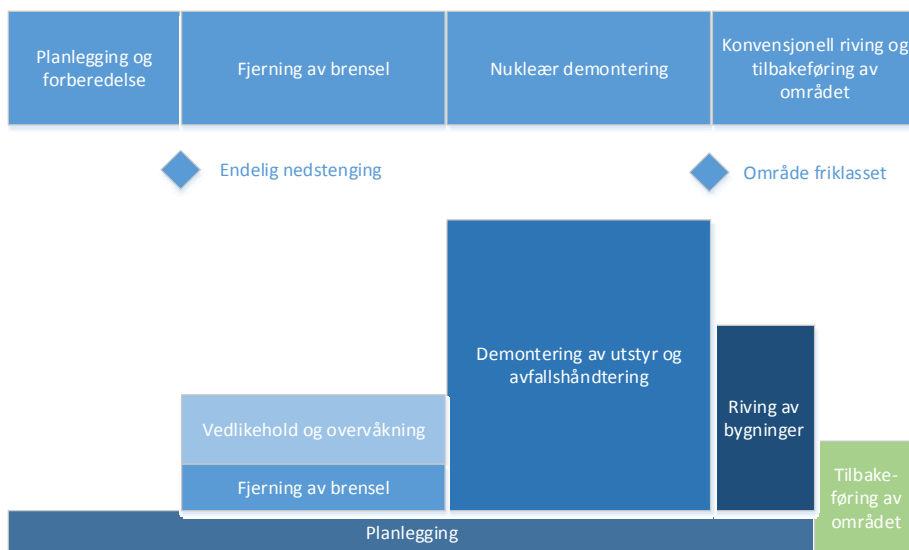 Planlegging og
forberedelse
Fjerning av brensel
Nukleær demontering
Konvensjonell riving og
tilbakeføring av
området
Endelig nedstenging
Område friklasset
Demontering av utstyr og
avfallshåndtering
Vedlikehold og overvåkning
Fjerning av brensel
Riving av
bygninger
Tilbake-
føring av
området
Planlegging